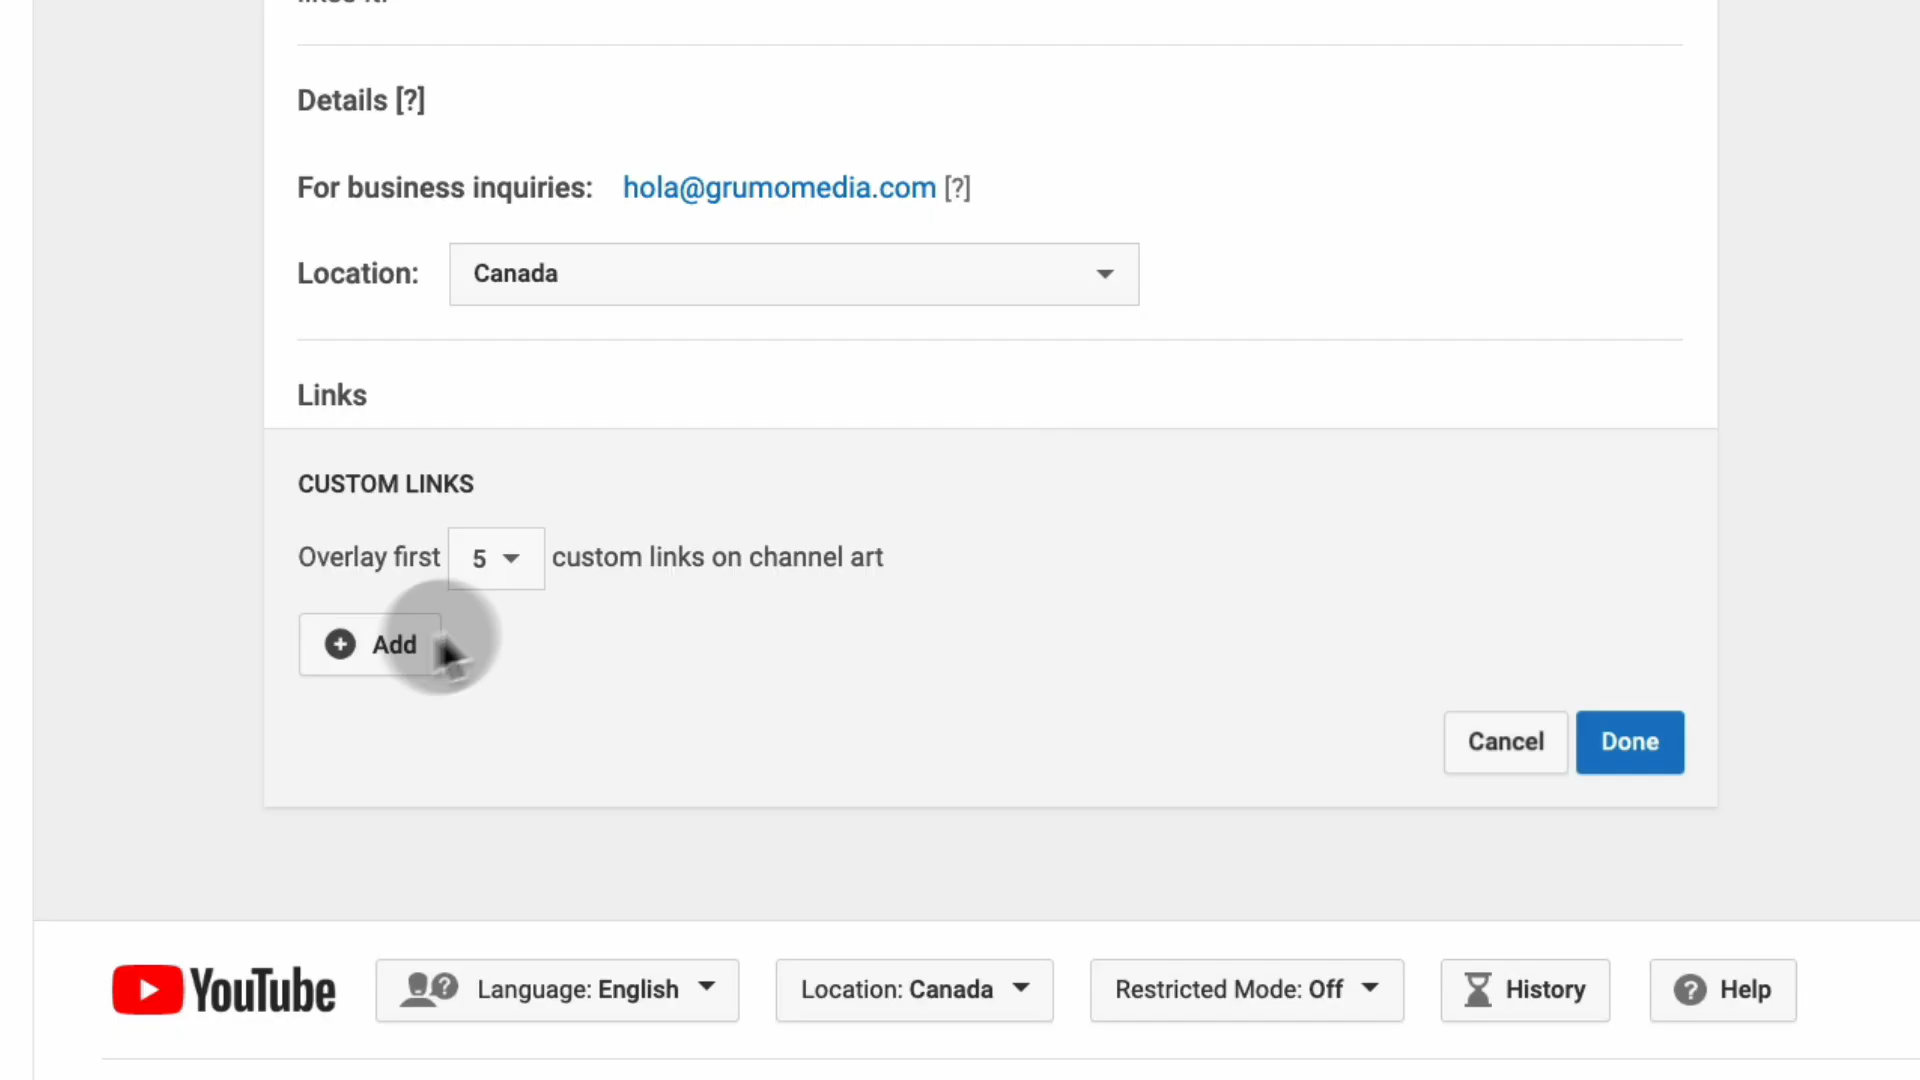 Details [?]
For business inquiries: hola@grumomedia.com [?]
Location: Canada
Links
CUSTOM LINKS
Overlay first 5 custom links on channel art
Add
Cancel Done
YouTube Language: English Location: Canada Restricted Mode: Off History Help